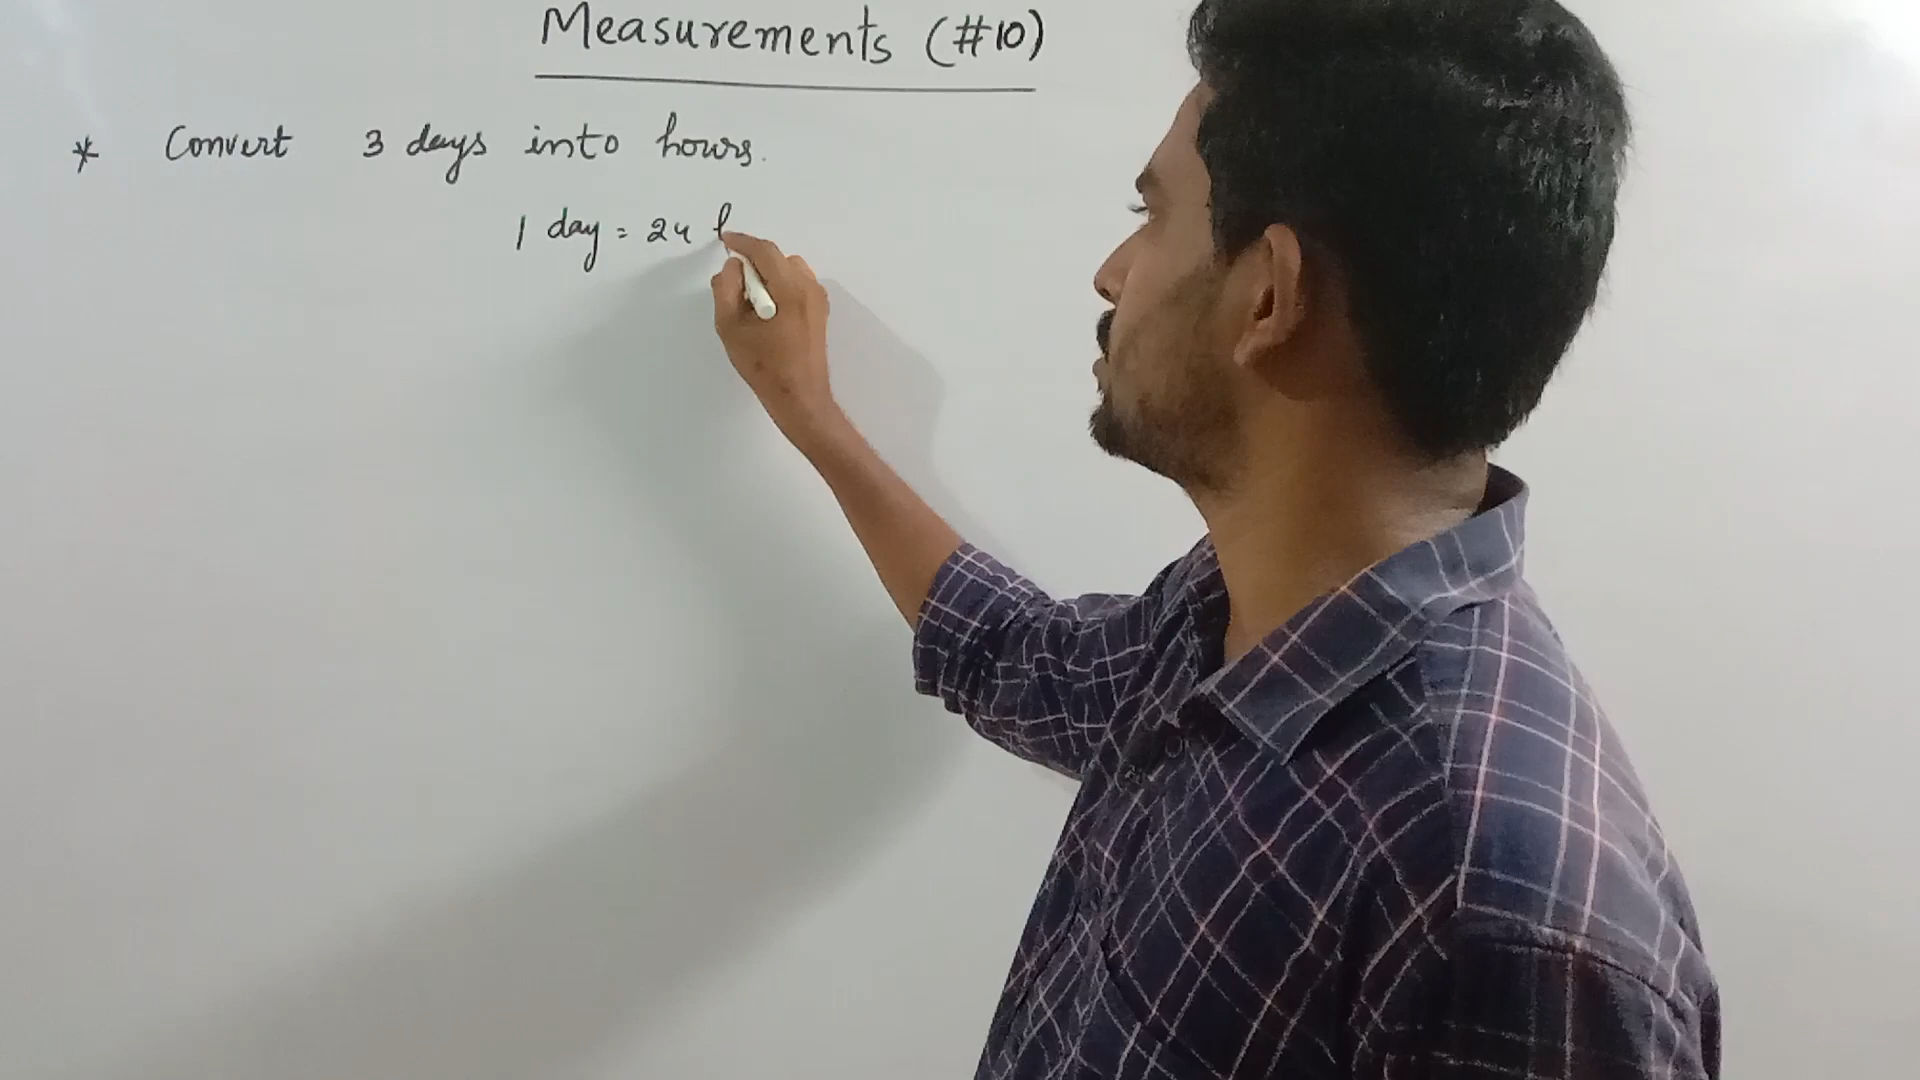 Measurements (#10)
* Convert 3 days into hours.
1 day = 24 h